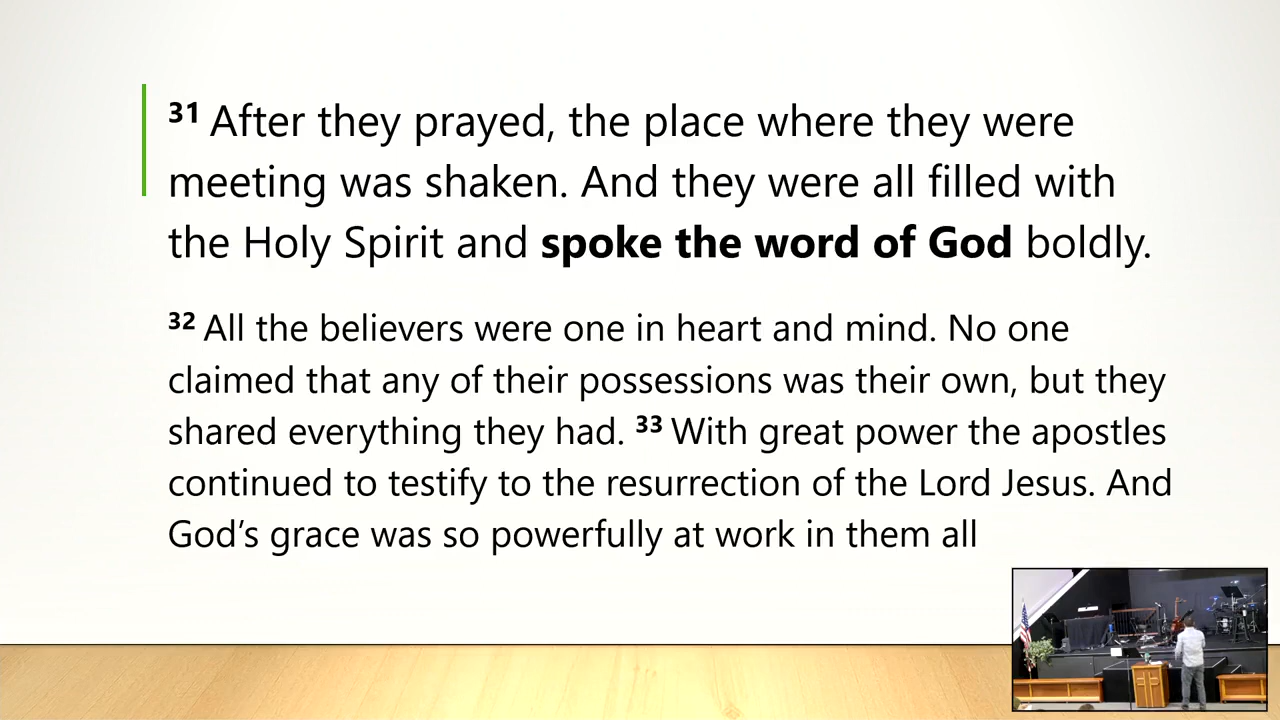 31 After they prayed, the place where they were
meeting was shaken. And they were all filled with
the Holy Spirit and spoke the word of God boldly.
32 All the believers were one in heart and mind. No one
claimed that any of their possessions was their own, but they
shared everything they had. 33 With great power the apostles
continued to testify to the resurrection of the Lord Jesus. And
God’s grace was so powerfully at work in them all